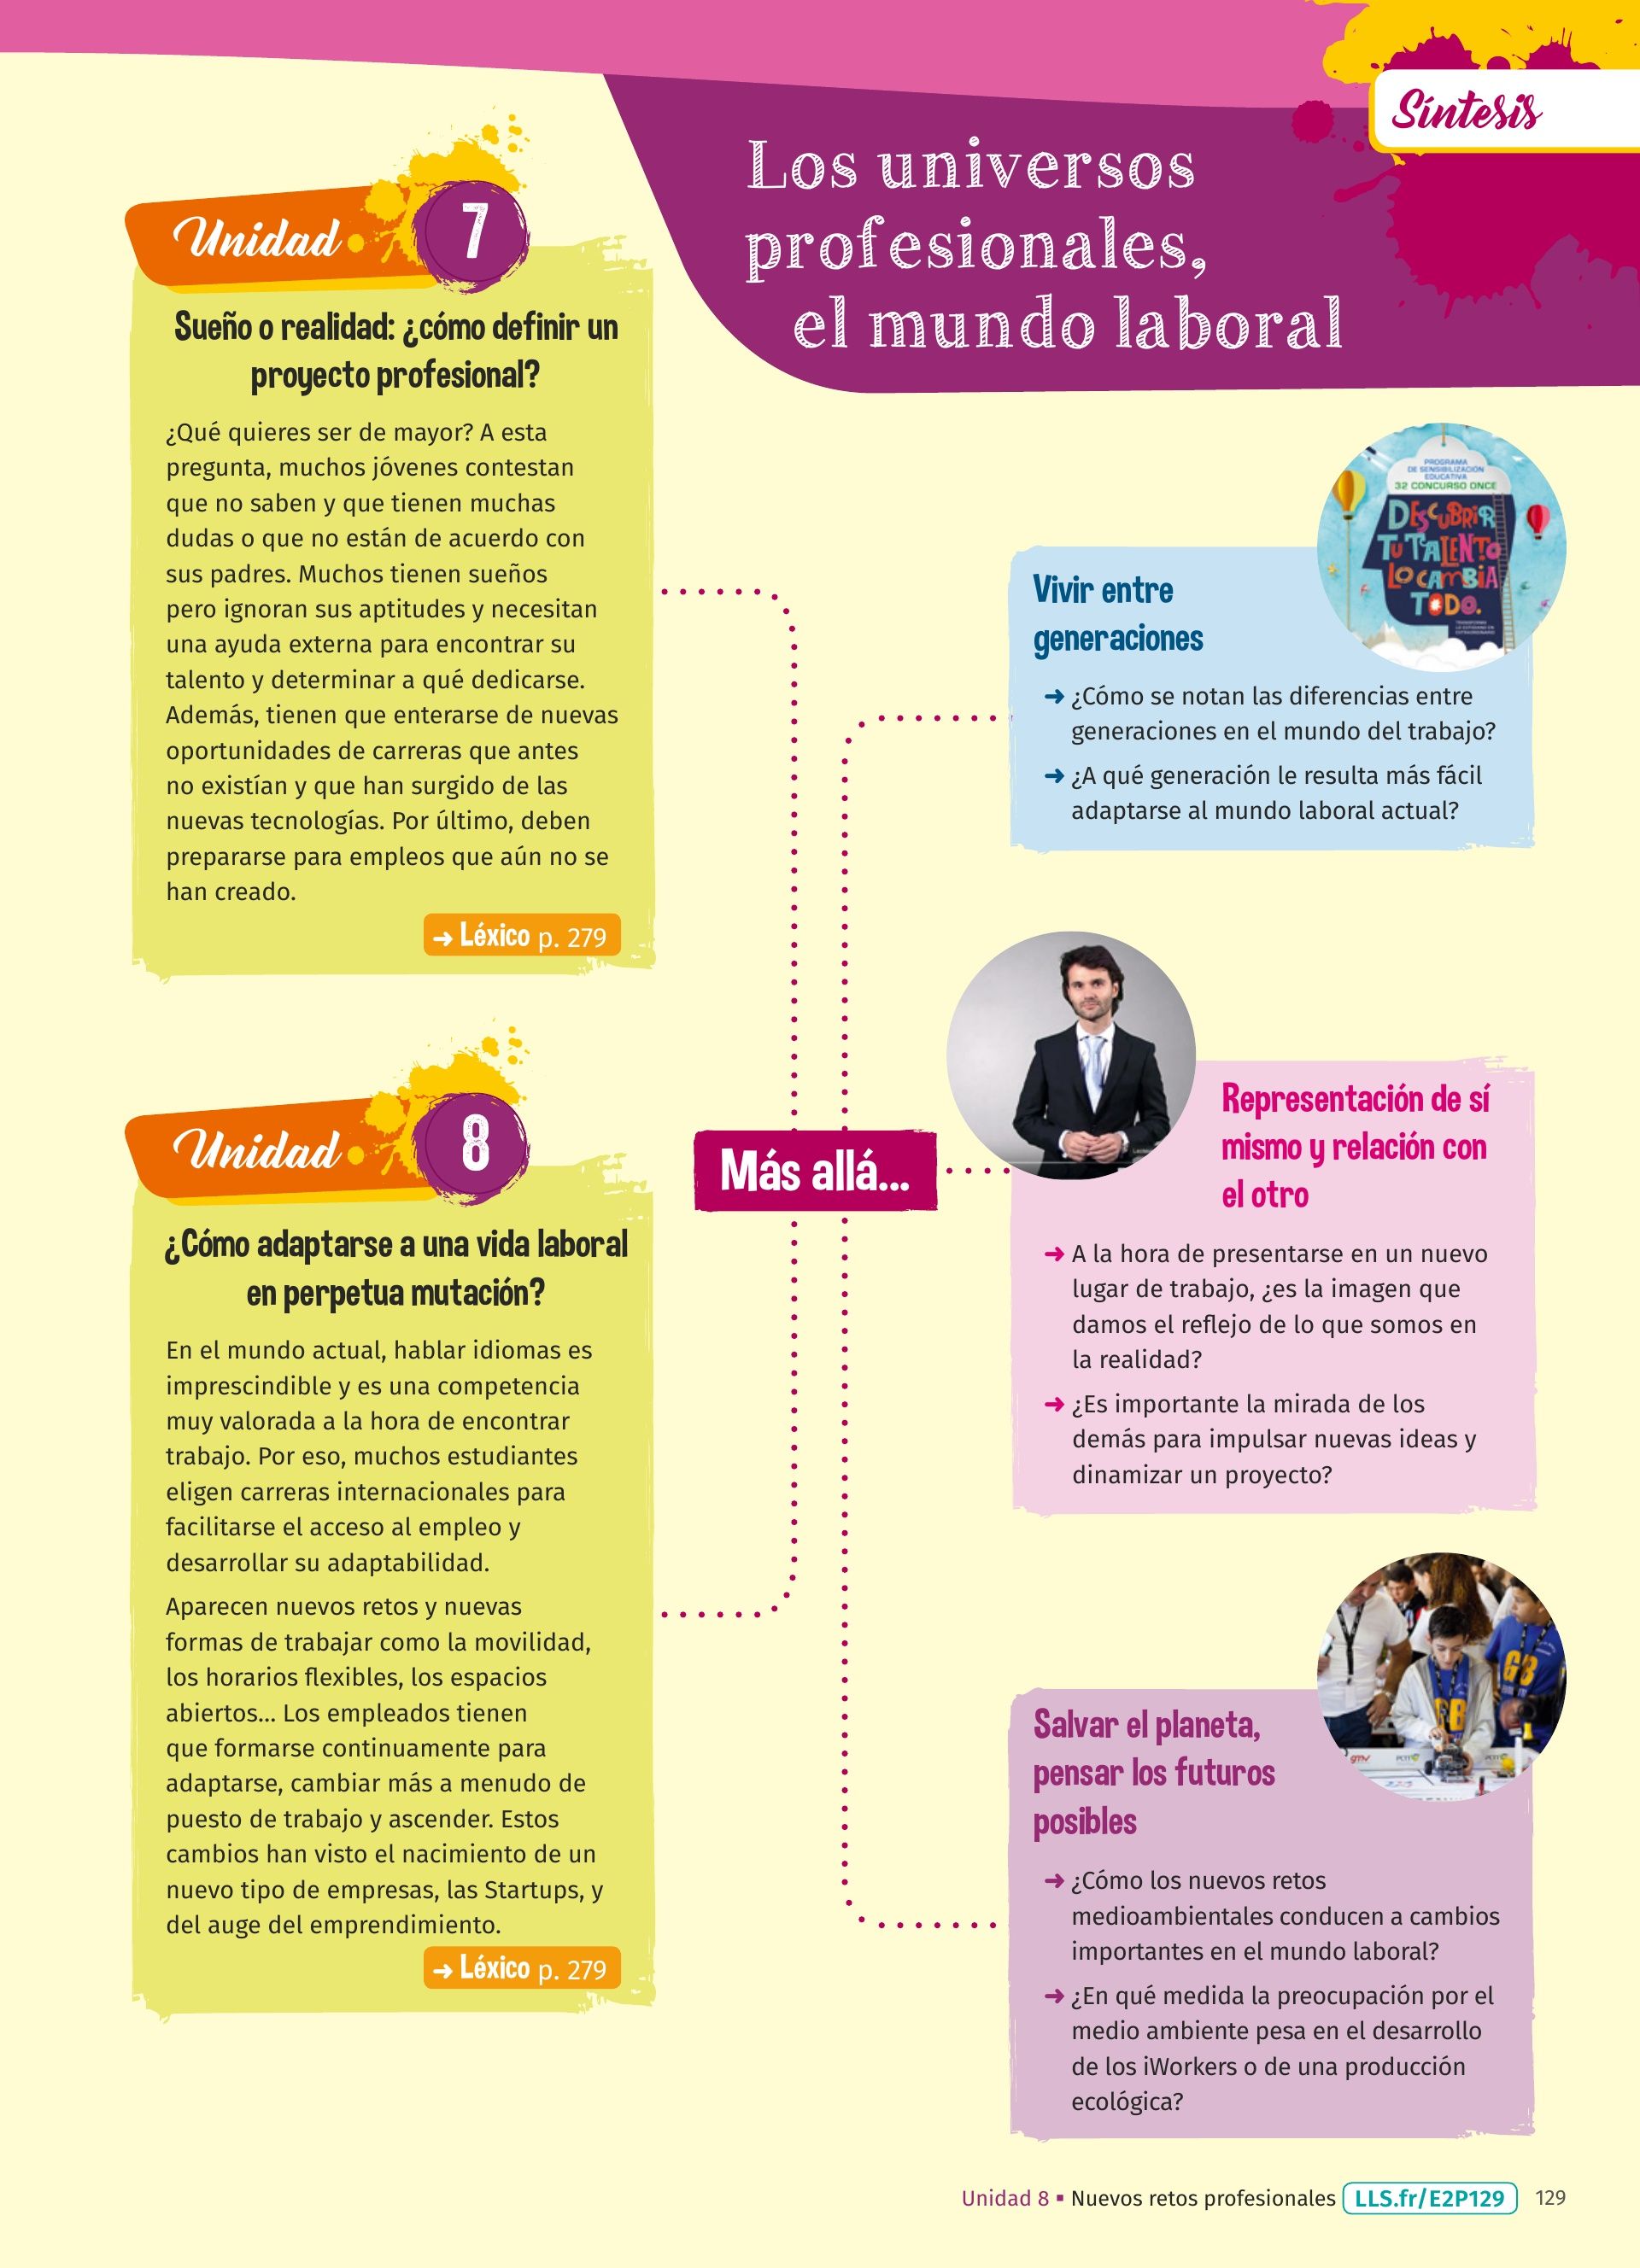 Síntesis
Los universos
profesionales,
el mundo laboral
Unidad 7
Sueño o realidad: ¿cómo definir un
proyecto profesional?
¿Qué quieres ser de mayor? A esta
pregunta, muchos jóvenes contestan
que no saben y que tienen muchas
dudas o que no están de acuerdo con
sus padres. Muchos tienen sueños
pero ignoran sus aptitudes y necesitan
una ayuda externa para encontrar su
talento y determinar a qué dedicarse.
Además, tienen que enterarse de nuevas
oportunidades de carreras que antes
no existían y que han surgido de las
nuevas tecnologías. Por último, deben
prepararse para empleos que aún no se
han creado.
➜ Léxico p. 279
Unidad 8
¿Cómo adaptarse a una vida laboral
en perpetua mutación?
En el mundo actual, hablar idiomas es
imprescindible y es una competencia
muy valorada a la hora de encontrar
trabajo. Por eso, muchos estudiantes
eligen carreras internacionales para
facilitarse el acceso al empleo y
desarrollar su adaptabilidad.
Aparecen nuevos retos y nuevas
formas de trabajar como la movilidad,
los horarios flexibles, los espacios
abiertos... Los empleados tienen
que formarse continuamente para
adaptarse, cambiar más a menudo de
puesto de trabajo y ascender. Estos
cambios han visto el nacimiento de un
nuevo tipo de empresas, las Startups, y
del auge del emprendimiento.
➜ Léxico p. 279
Más allá...
PROGRAMA
DE SENSIBILIZACIÓN
EDUCATIVA
32 CONCURSO ONCE
DESCUBRIR
TU TALENTO
LO CAMBIA
TODO.
Vivir entre
generaciones
➜ ¿Cómo se notan las diferencias entre
generaciones en el mundo del trabajo?
➜ ¿A qué generación le resulta más fácil
adaptarse al mundo laboral actual?
Representación de sí
mismo y relación con
el otro
➜ A la hora de presentarse en un nuevo
lugar de trabajo, ¿es la imagen que
damos el reflejo de lo que somos en
la realidad?
➜ ¿Es importante la mirada de los
demás para impulsar nuevas ideas y
dinamizar un proyecto?
GB
GB
gmv
Salvar el planeta,
pensar los futuros
posibles
➜ ¿Cómo los nuevos retos
medioambientales conducen a cambios
importantes en el mundo laboral?
➜ ¿En qué medida la preocupación por el
medio ambiente pesa en el desarrollo
de los iWorkers o de una producción
ecológica?
Unidad 8 ▪ Nuevos retos profesionales LLS.fr/E2P129 129